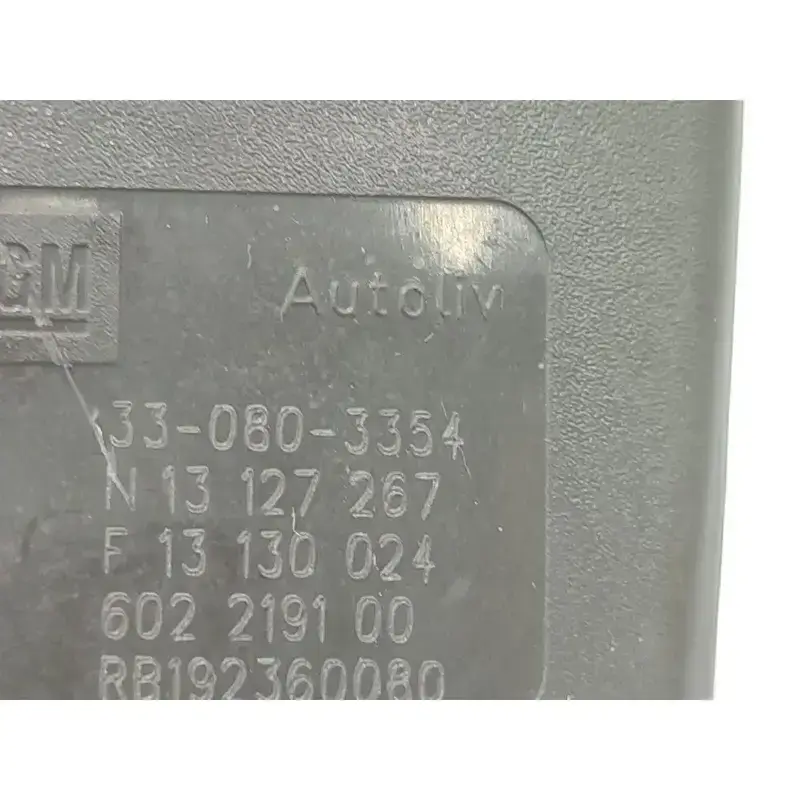 GM
Autoliv
33-080-3354
N 13 127 267
F 13 130 024
602 2191 00
RB192360080